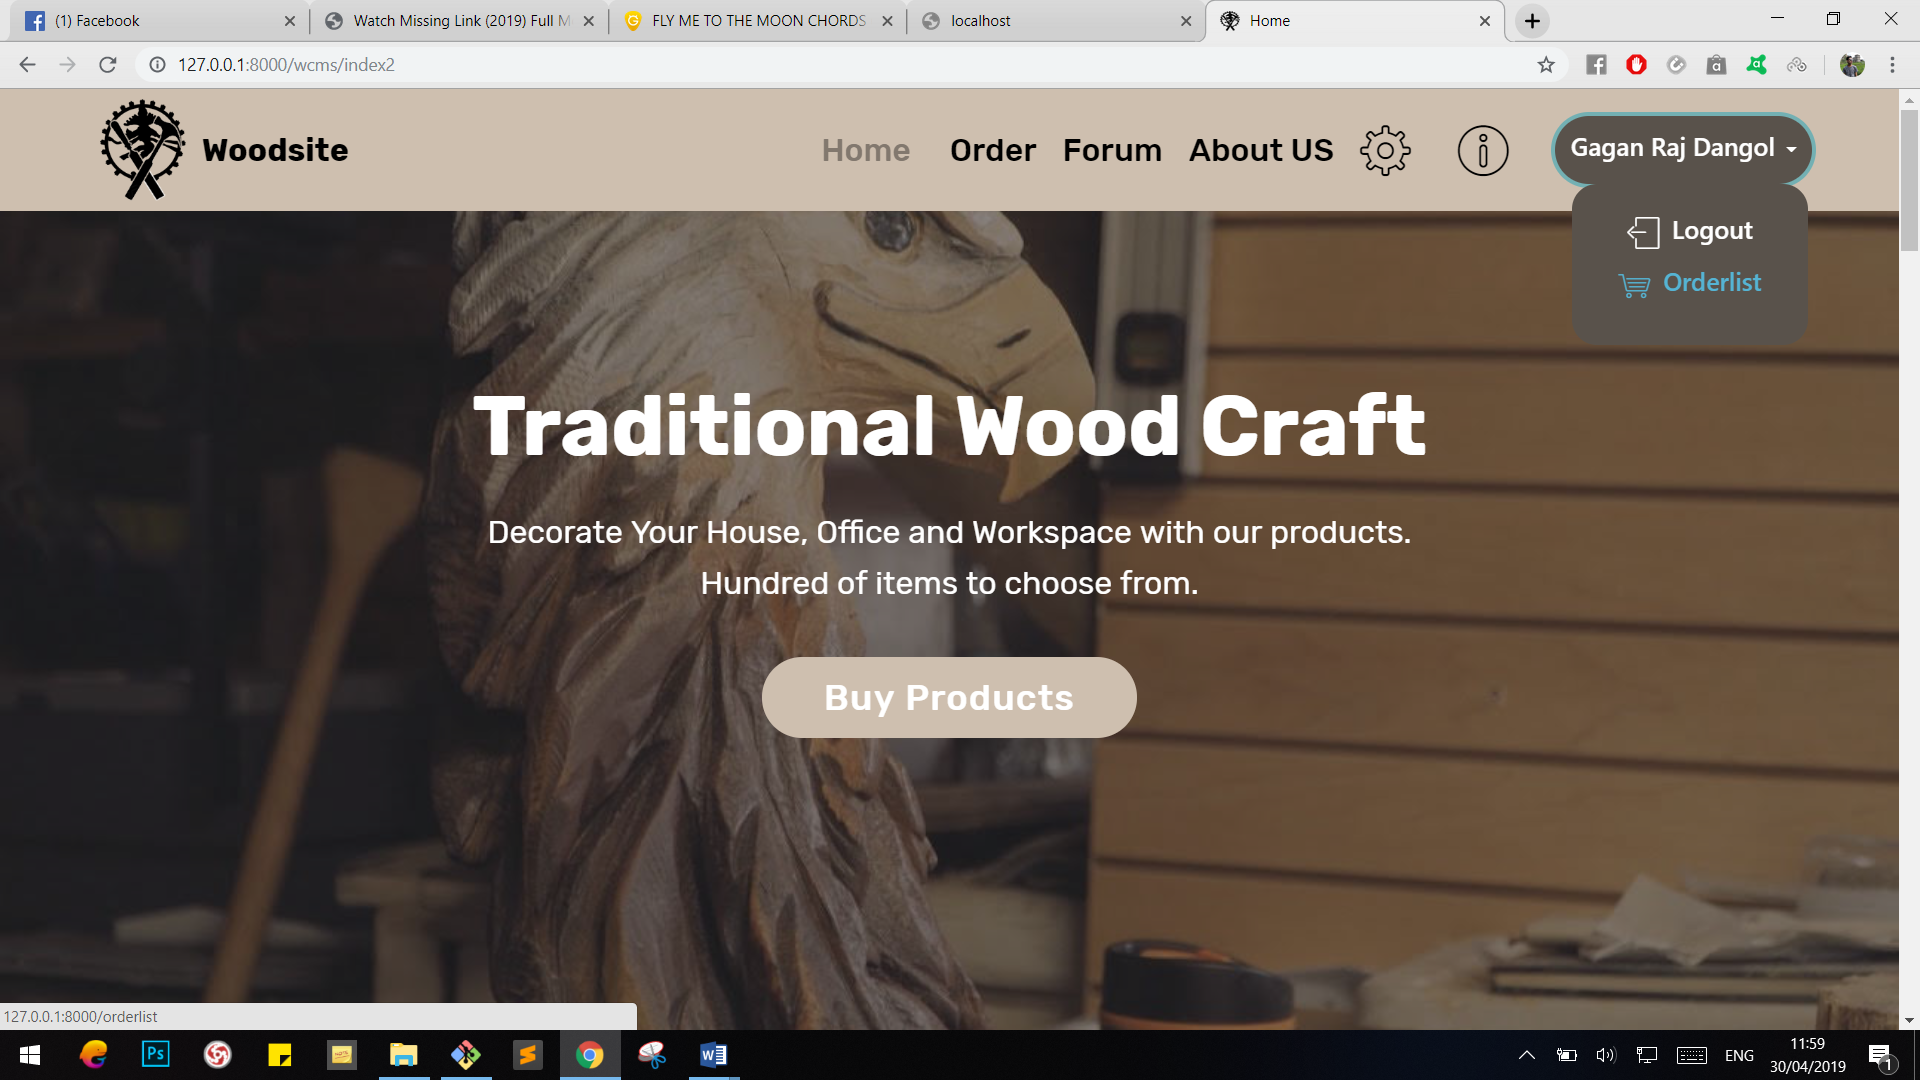 (1) Facebook
Watch Missing Link (2019) Full M
FLY ME TO THE MOON CHORDS
localhost
Home
127.0.0.1:8000/wcms/index2
Woodsite
Home
Order
Forum
About US
Gagan Raj Dangol
Logout
Orderlist
Traditional Wood Craft
Decorate Your House, Office and Workspace with our products.
Hundred of items to choose from.
Buy Products
127.0.0.1:8000/orderlist
ENG
11:59
30/04/2019
1